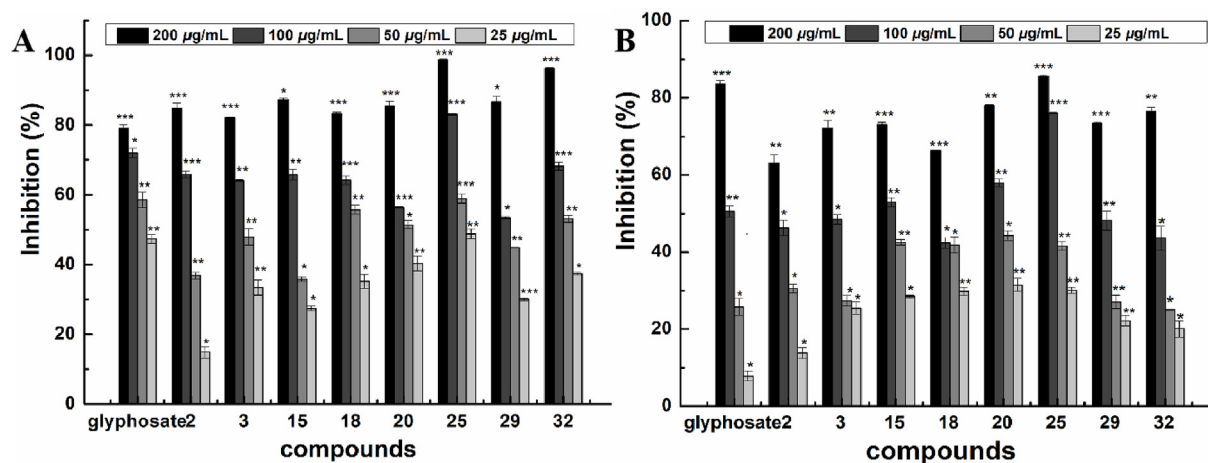 A
200 µg/mL 100 µg/mL 50 µg/mL 25 µg/mL
Inhibition (%)
100
80
60
40
20
0
*** * ** **
*** *** ** *
*** ** ** **
* ** * *
*** *** ** *
*** *** * **
*** *** *** **
* * ** ***
*** ** ** *
glyphosate 2 3 15 18 20 25 29 32
compounds
B
200 µg/mL 100 µg/mL 50 µg/mL 25 µg/mL
Inhibition (%)
100
80
60
40
20
0
*** ** * *
** * * *
** * * *
** ** ** *
*** * * **
** ** * **
*** *** ** **
** ** ** **
** * * *
glyphosate 2 3 15 18 20 25 29 32
compounds